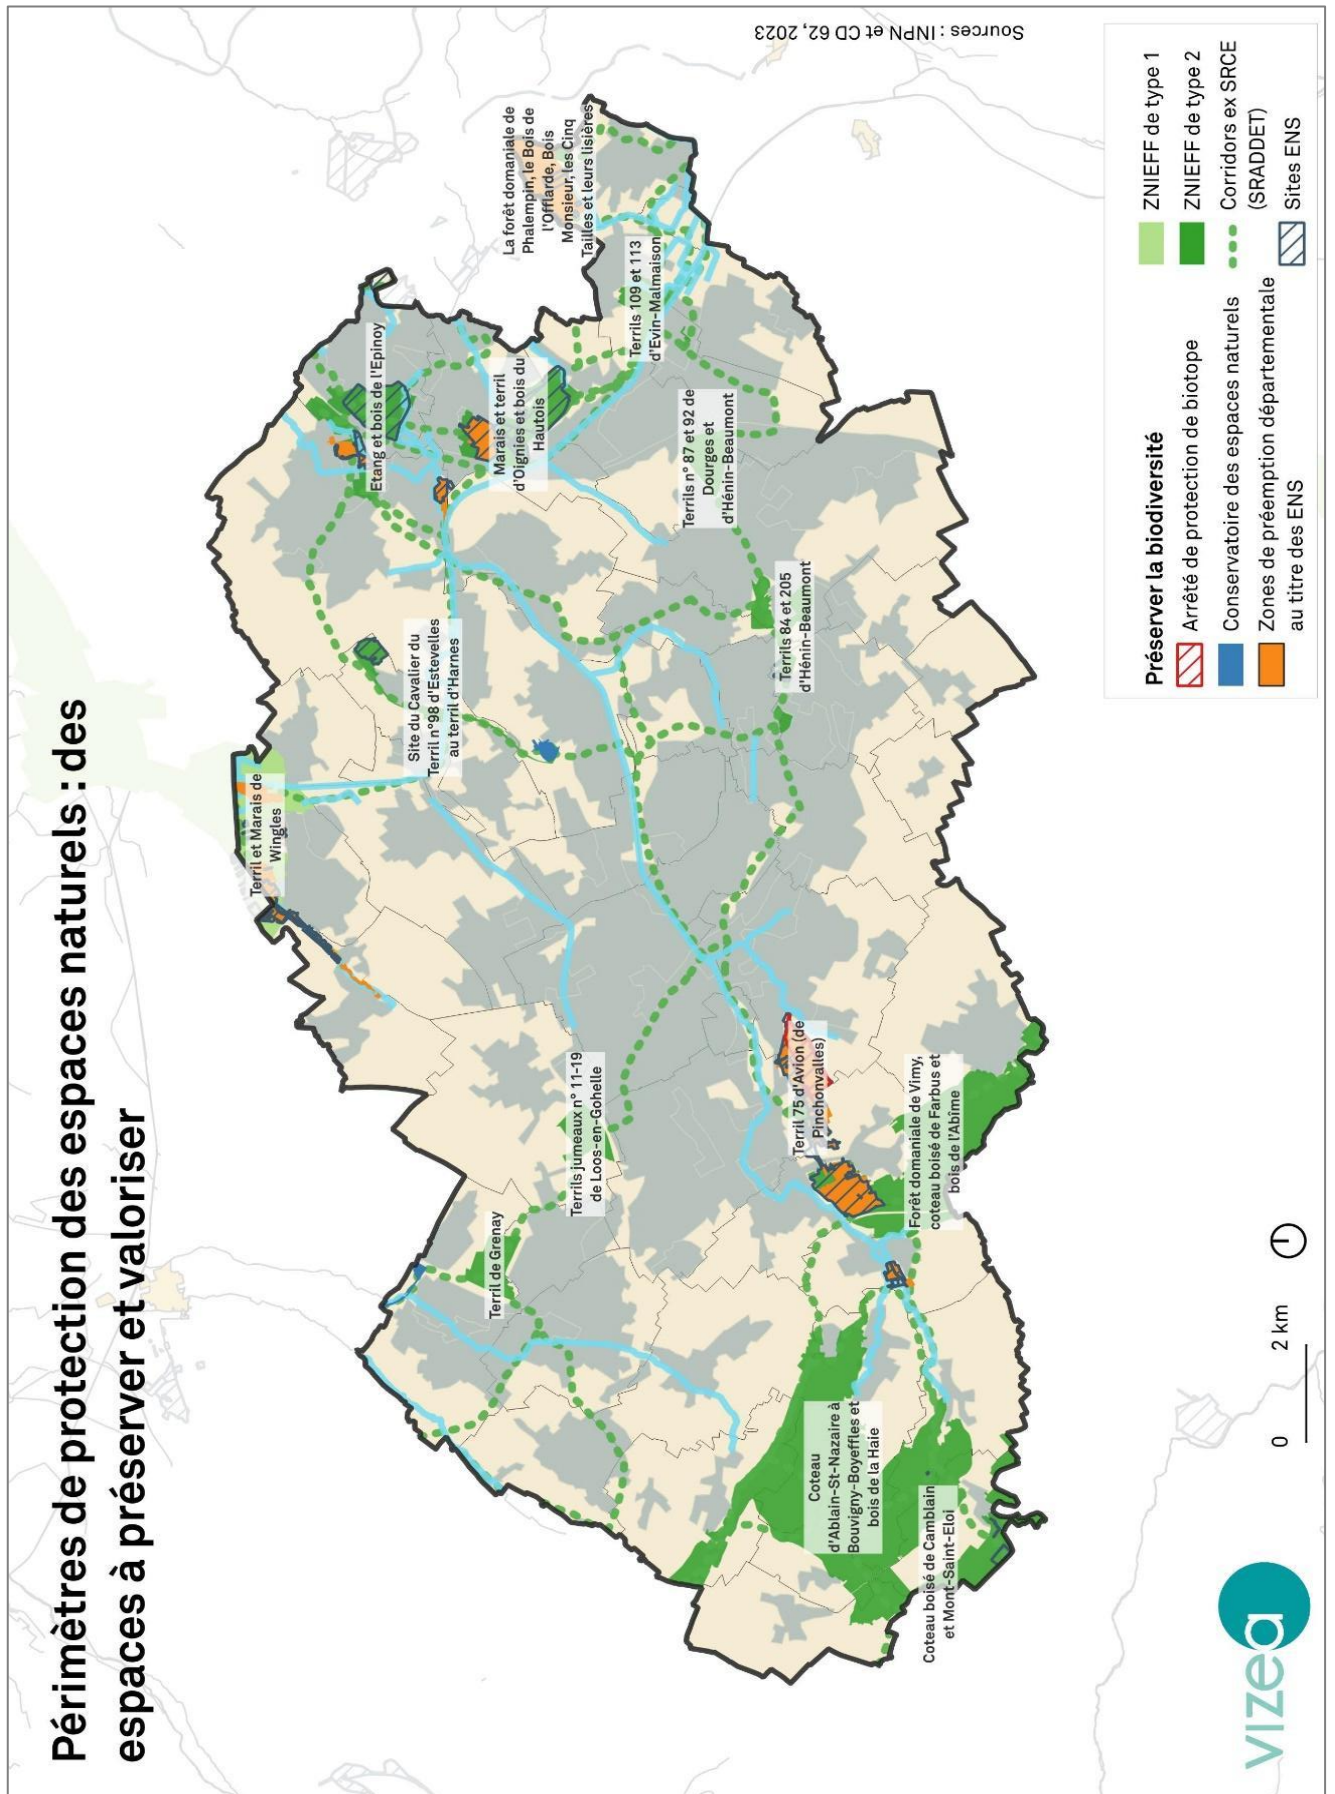 Périmètres de protection des espaces naturels : des
espaces à préserver et valoriser
Terril et Marais de
Wingles
Site du Cavalier du
Terril n°98 d'Estevelles
au terril d'Harnes
Etang et bois de l'Epinoy
Marais et terril
d'Oignies et bois du
Hautois
La forêt domaniale de
Phalempin, le Bois de
l'Offlarde, Bois
Monsieur, les Cinq
Tailles et leurs lisières
Terrils 109 et 113
d'Evin-Malmaison
Terrils n° 87 et 92 de
Dourges et
d'Hénin-Beaumont
Terrils 84 et 205
d'Hénin-Beaumont
Terrils jumeaux n° 11-19
de Loos-en-Gohelle
Terril de Grenay
Terril 75 d'Avion (de
Pinchonvalles)
Forêt domaniale de Vimy,
coteau boisé de Farbus et
bois de l'Abîme
Coteau
d'Ablain-St-Nazaire à
Bouvigny-Boyeffles et
bois de la Haie
Coteau boisé de Camblain
et Mont-Saint-Eloi
Sources : INPN et CD 62, 2023
vizea
0 2 km
Préserver la biodiversité
Arrêté de protection de biotope
Conservatoire des espaces naturels
Zones de préemption départementale
au titre des ENS
ZNIEFF de type 1
ZNIEFF de type 2
Corridors ex SRCE
(SRADDET)
Sites ENS